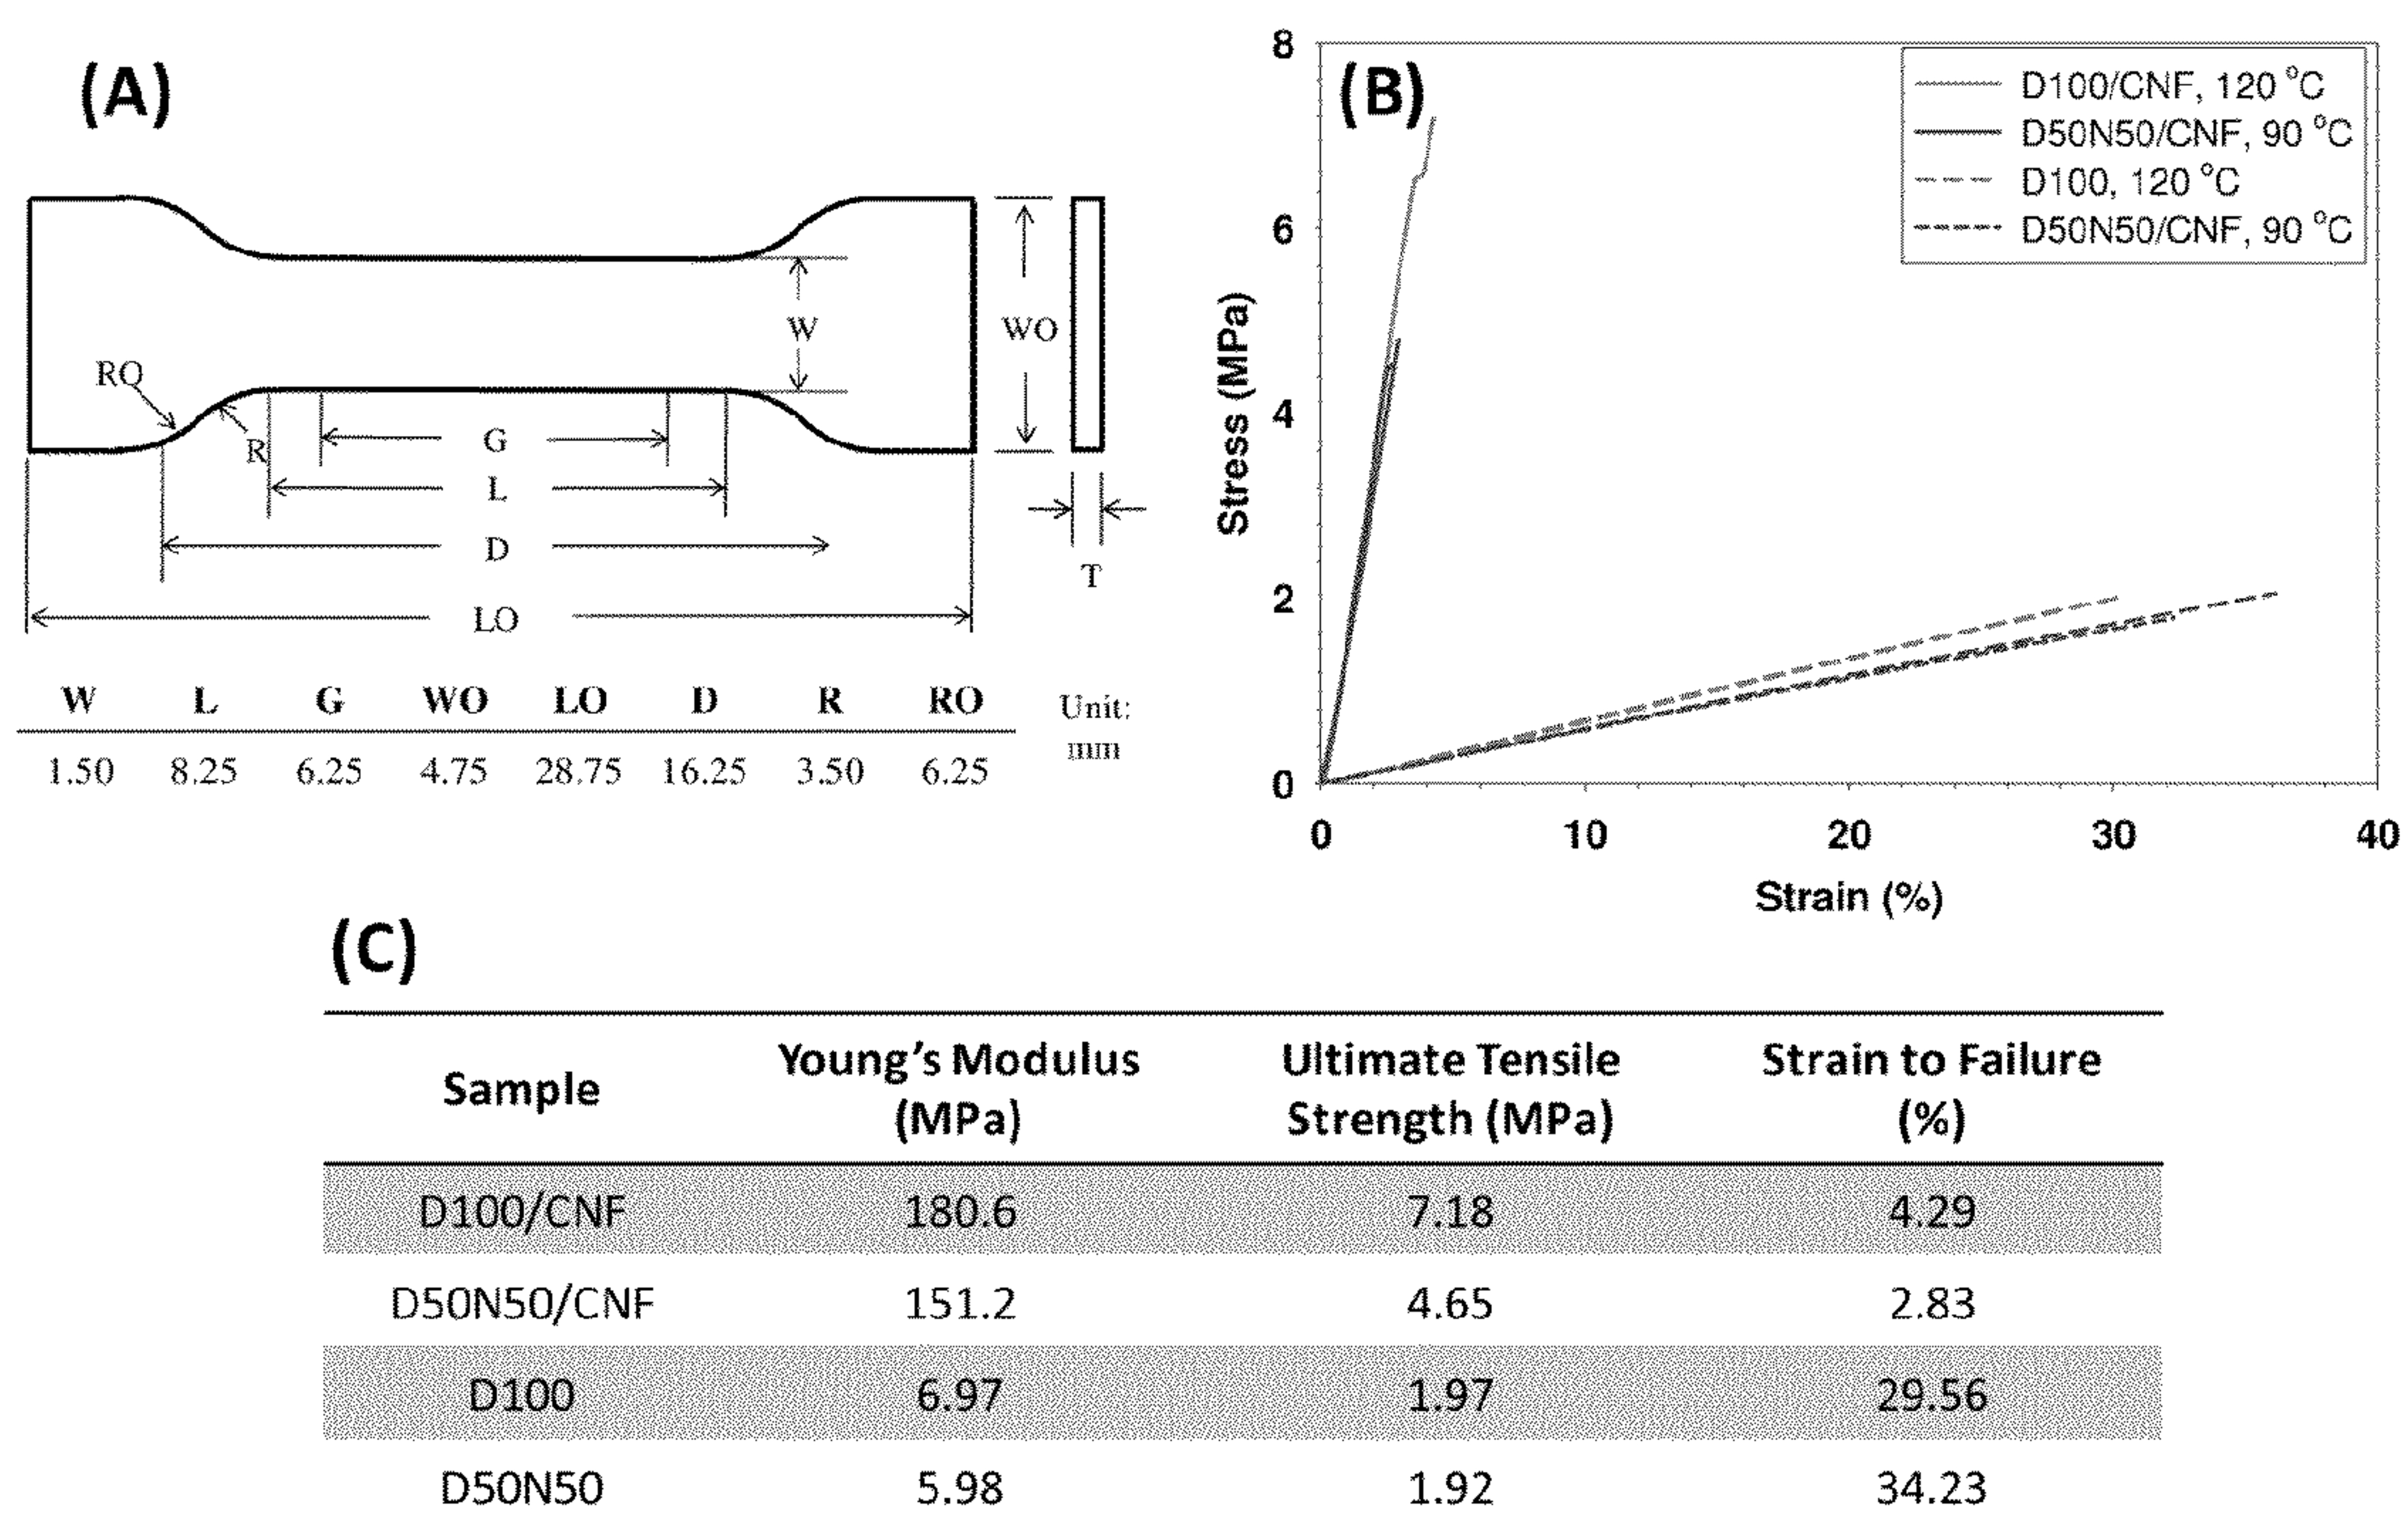 (A)
RO
R
W
WO
G
L
D
LO
T
W L G WO LO D R RO Unit:
1.50 8.25 6.25 4.75 28.75 16.25 3.50 6.25 mm
(B)
D100/CNF, 120 °C
D50N50/CNF, 90 °C
D100, 120 °C
D50N50/CNF, 90 °C
8
6
4
2
0
Stress (MPa)
0 10 20 30 40
Strain (%)
(C)
Sample Young's Modulus (MPa) Ultimate Tensile Strength (MPa) Strain to Failure (%)
D100/CNF 180.6 7.18 4.29
D50N50/CNF 151.2 4.65 2.83
D100 6.97 1.97 29.56
D50N50 5.98 1.92 34.23